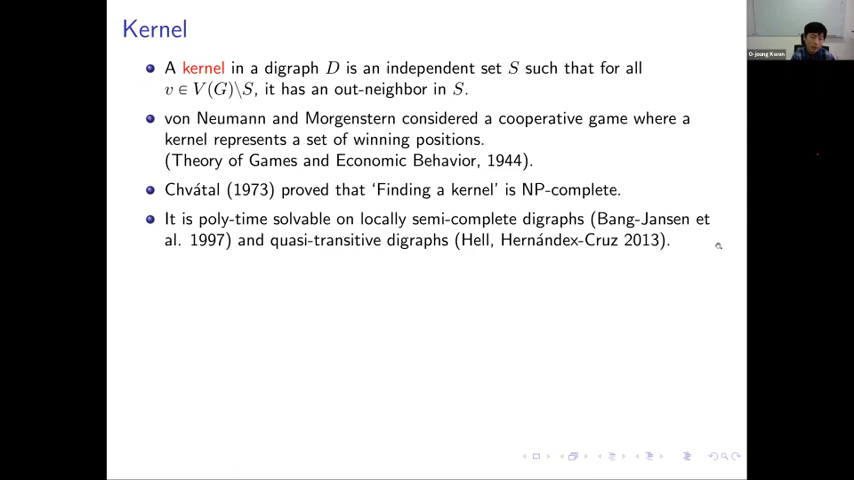 Kernel
A kernel in a digraph D is an independent set S such that for all
v ∈ V(G)\S, it has an out-neighbor in S.
von Neumann and Morgenstern considered a cooperative game where a
kernel represents a set of winning positions.
(Theory of Games and Economic Behavior, 1944).
Chvátal (1973) proved that ‘Finding a kernel’ is NP-complete.
It is poly-time solvable on locally semi-complete digraphs (Bang-Jansen et
al. 1997) and quasi-transitive digraphs (Hell, Hernández-Cruz 2013).
O-joung Kwon